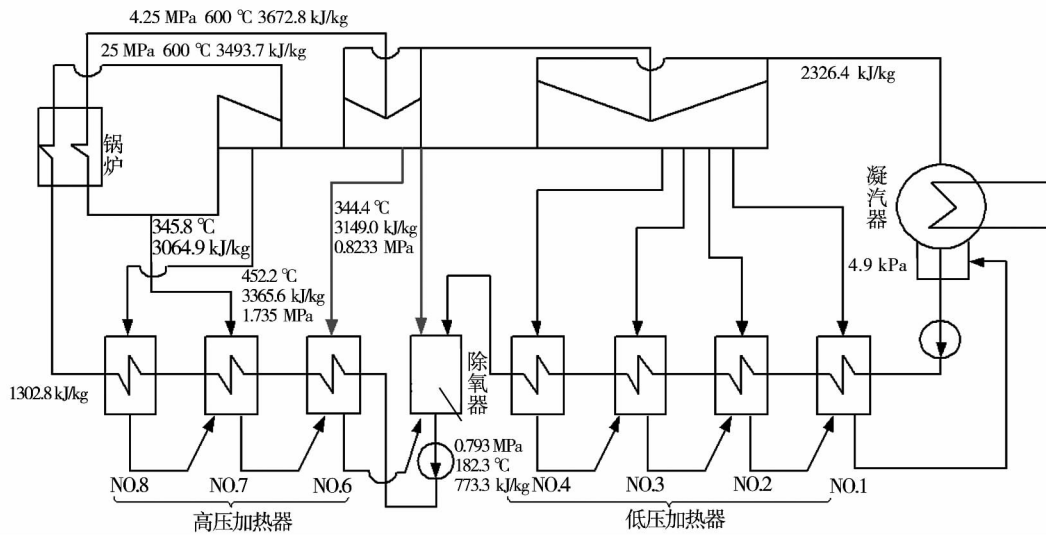 4.25 MPa 600 ℃ 3672.8 kJ/kg
25 MPa 600 ℃ 3493.7 kJ/kg
2326.4 kJ/kg
锅炉
凝汽器
345.8 ℃
3064.9 kJ/kg
344.4 ℃
3149.0 kJ/kg
0.8233 MPa
4.9 kPa
452.2 ℃
3365.6 kJ/kg
1.735 MPa
除氧器
1302.8 kJ/kg
0.793 MPa
182.3 ℃
773.3 kJ/kg
NO.8
NO.7
NO.6
NO.4
NO.3
NO.2
NO.1
高压加热器
低压加热器